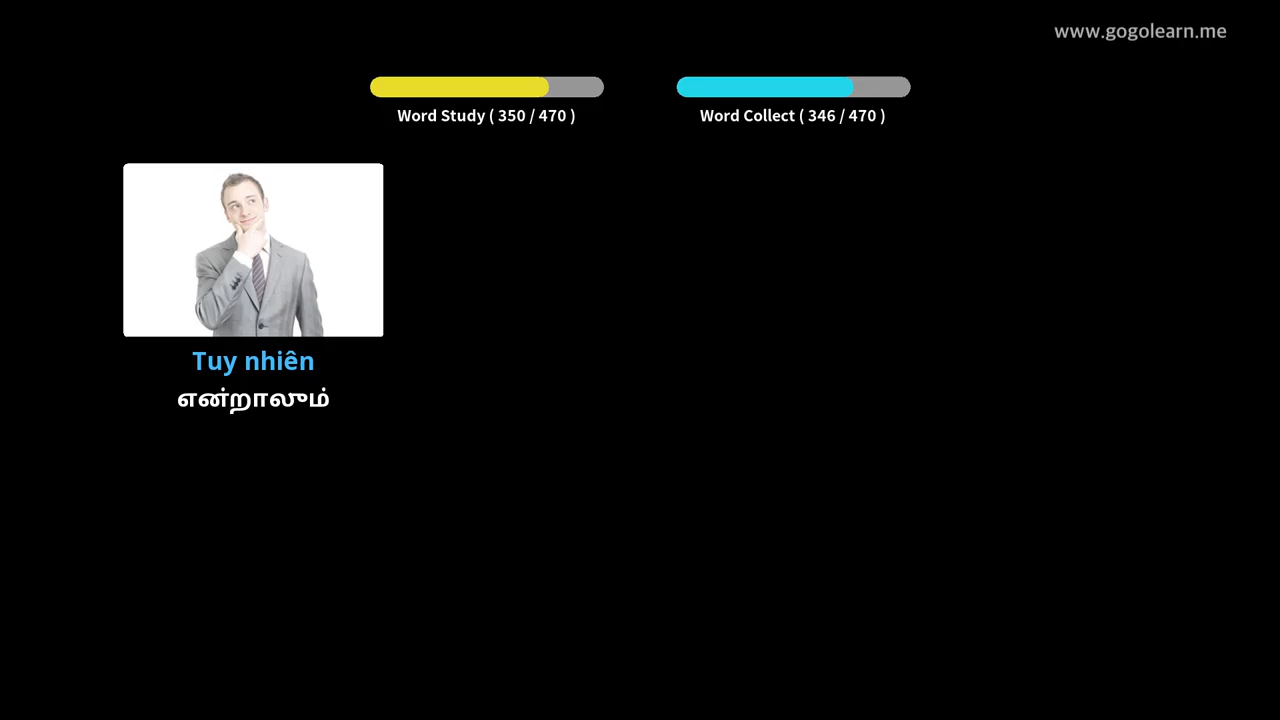 www.gogolearn.me
Word Study ( 350 / 470 )
Word Collect ( 346 / 470 )
Tuy nhiên
என்றாலும்